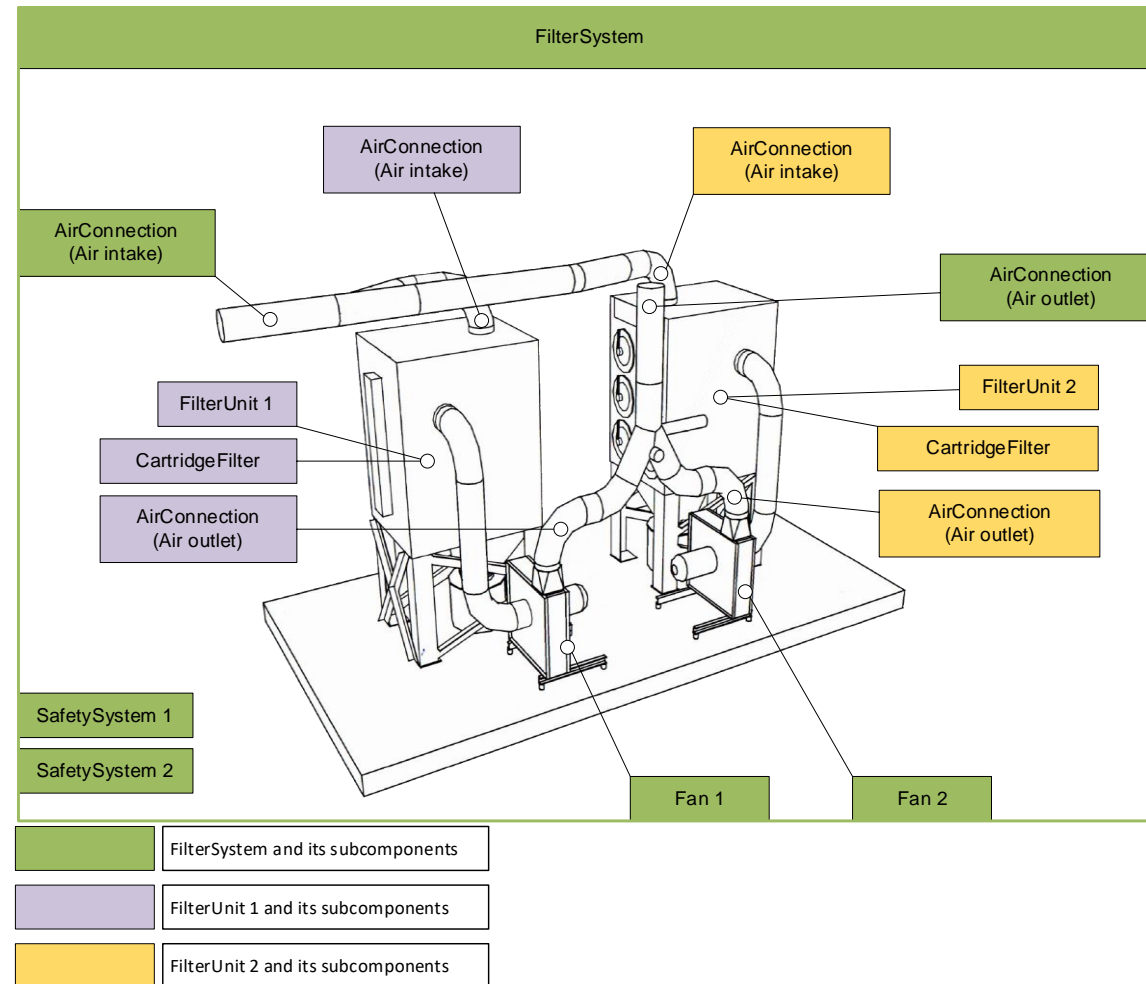 FilterSystem
AirConnection
(Air intake)
AirConnection
(Air intake)
AirConnection
(Air intake)
AirConnection
(Air outlet)
FilterUnit 1
FilterUnit 2
CartridgeFilter
CartridgeFilter
AirConnection
(Air outlet)
AirConnection
(Air outlet)
SafetySystem 1
SafetySystem 2
Fan 1
Fan 2
FilterSystem and its subcomponents
FilterUnit 1 and its subcomponents
FilterUnit 2 and its subcomponents